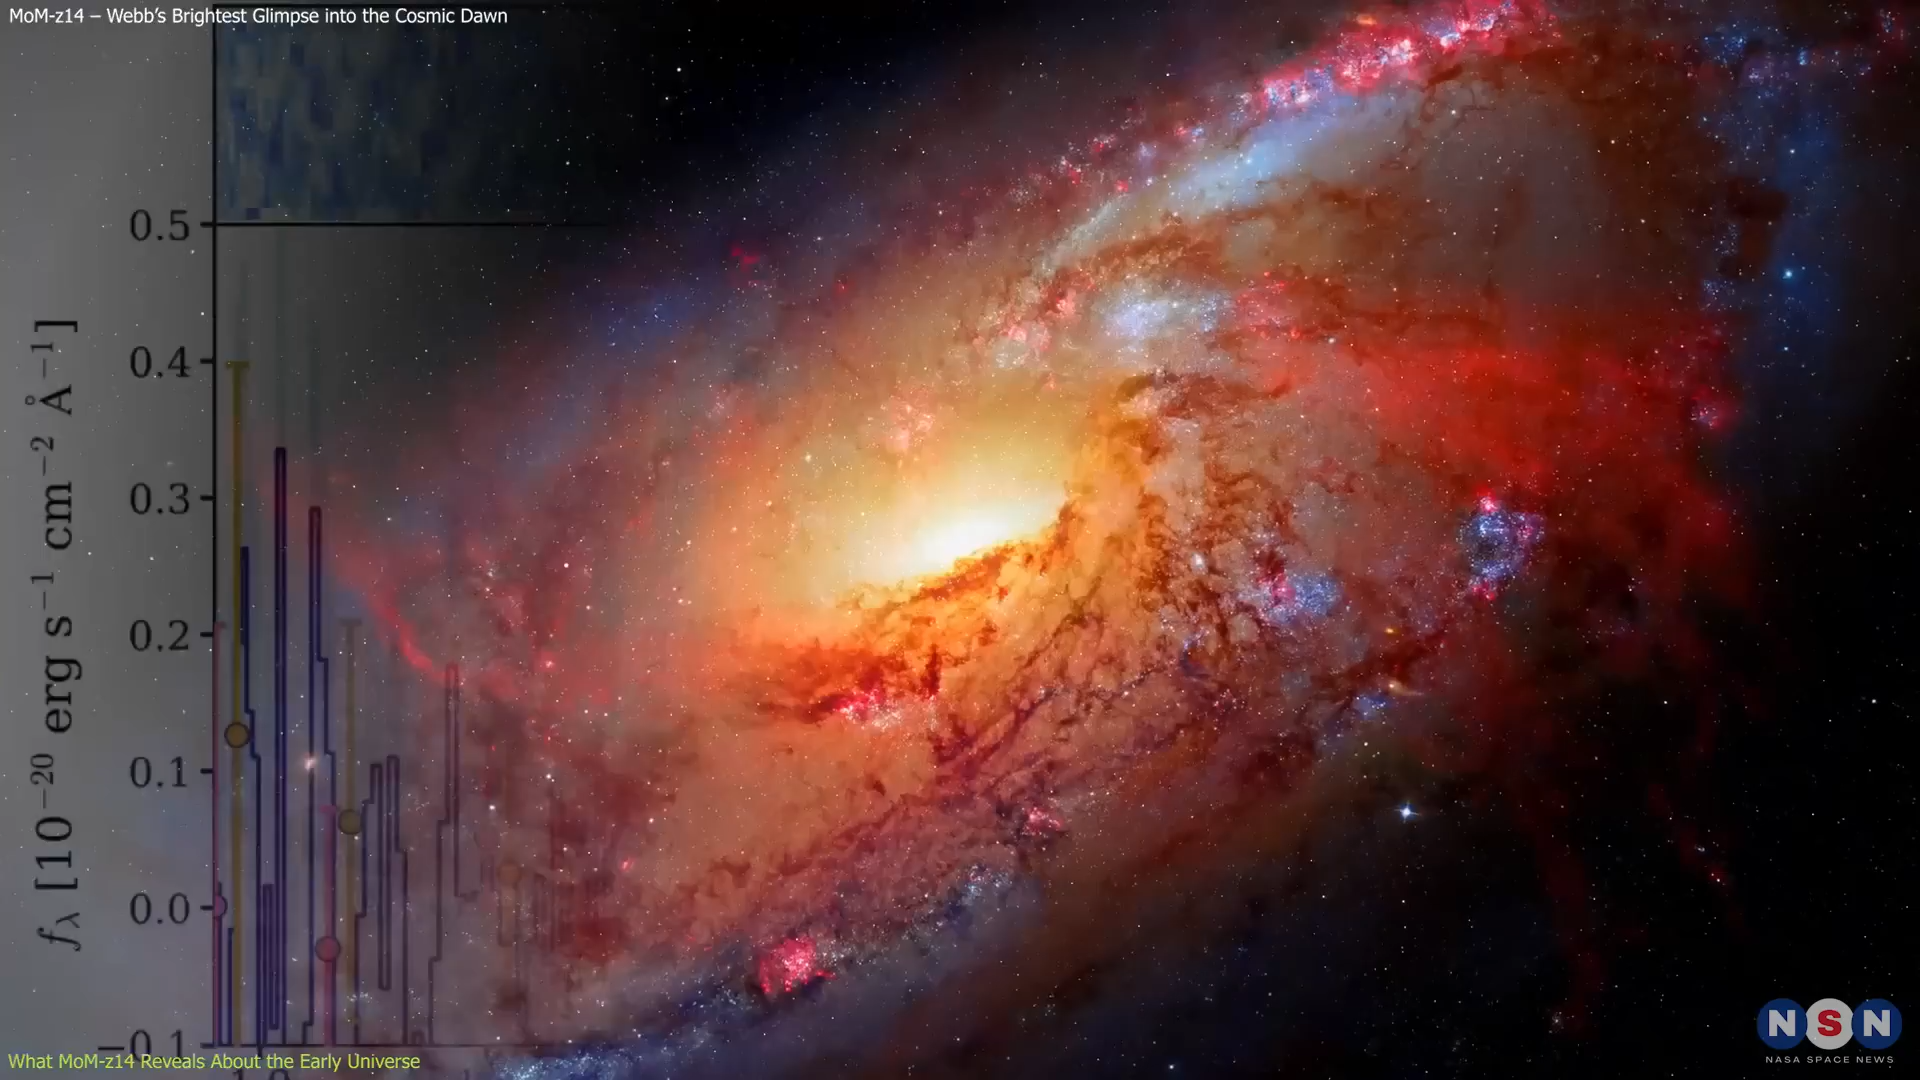 MoM-z14 – Webb's Brightest Glimpse into the Cosmic Dawn
0.5
0.4
0.3
0.2
0.1
0.0
−0.1
fλ [10⁻²⁰ erg s⁻¹ cm⁻² Å⁻¹]
What MoM-z14 Reveals About the Early Universe
NSN
NASA SPACE NEWS